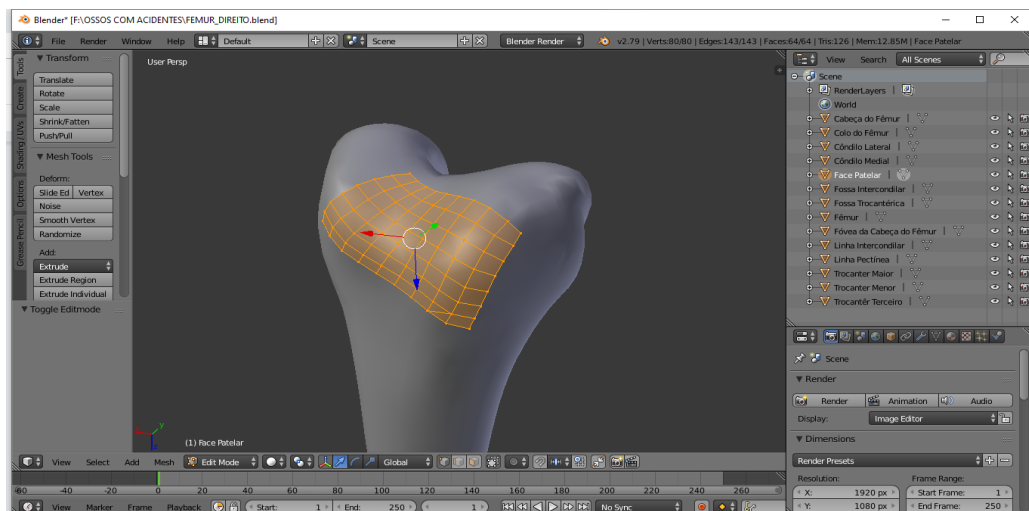 Blender* [F:\OSSOS COM ACIDENTES\FEMUR_DIREITO.blend]
File Render Window Help Default Scene Blender Render v2.79 | Verts:80/80 | Edges:143/143 | Faces:64/64 | Tris:126 | Mem:12.85M | Face Patelar
Tools
Create
Shading / UVs
Options
Grease Pencil
Transform
Translate
Rotate
Scale
Shrink/Fatten
Push/Pull
Mesh Tools
Deform:
Slide Ed Vertex
Noise
Smooth Vertex
Randomize
Add:
Extrude
Extrude Region
Extrude Individual
Toggle Editmode
User Persp
(1) Face Patelar
View Select Add Mesh Edit Mode Global
-40 -20 0 20 40 60 80 100 120 140 160 180 200 220 240 260
View Marker Frame Playback Start: 1 End: 250 1 No Sync
View Search All Scenes
Scene
RenderLayers |
World
Cabeça do Fêmur |
Colo do Fêmur |
Côndilo Lateral |
Côndilo Medial |
Face Patelar |
Fossa Intercondilar |
Fossa Trocantérica |
Fêmur |
Fóvea da Cabeça do Fêmur |
Linha Intercondilar |
Linha Pectínea |
Trocanter Maior |
Trocanter Menor |
Trocantêr Terceiro |
Scene
Render
Render Animation Audio
Display: Image Editor
Dimensions
Render Presets
Resolution: Frame Range:
X: 1920 px Start Frame: 1
Y: 1080 px End Frame: 250